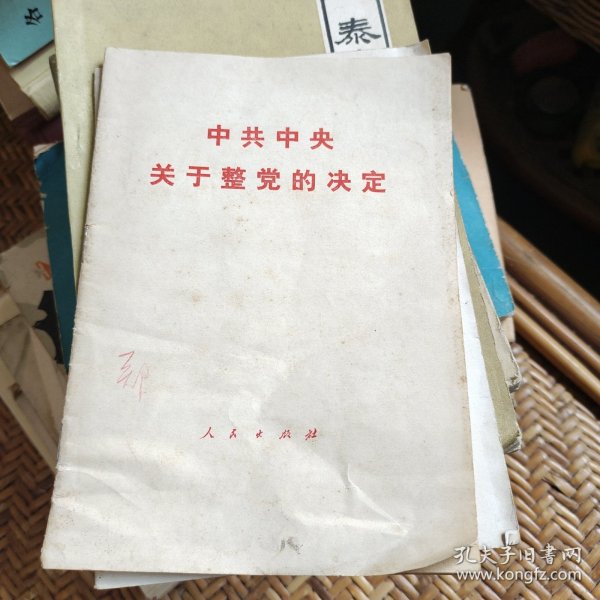 泰
中共中央
关于整党的决定
人民出版社
孔夫子旧书网
www.kongfz.com